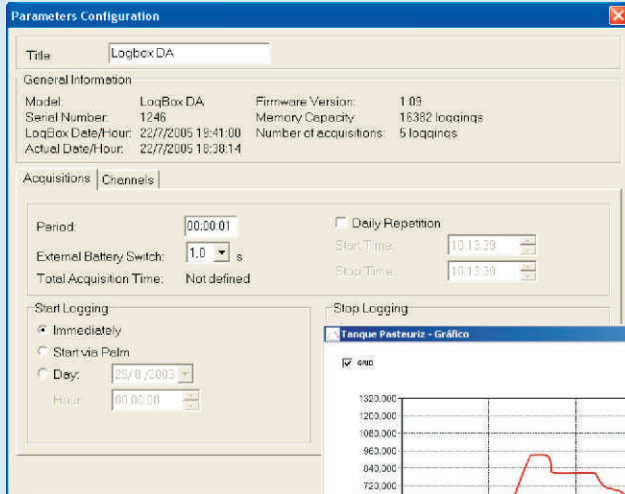 Parameters Configuration
Title: Logbox DA
General Information
Model: LogBox DA Firmware Version: 1.09
Serial Number: 1246 Memory Capacity: 16382 loggings
LogBox Date/Hour: 22/7/2005 19:41:00 Number of acquisitions: 5 loggings
Actual Date/Hour: 22/7/2005 18:38:14
Acquisitions Channels
Period: 00:00:01 Daily Repetition
Start Time: 10:13:39
External Battery Switch: 1,0 s
Stop Time: 10:13:39
Total Acquisition Time: Not defined
Start Logging Stop Logging
Immediately
Start via Palm
Day: 25/ 8 /2003
Hour: 00:00:00
Tanque Pasteuriz - Gráfico
GRID
1320,000
1200,000
1080,000
960,000
840,000
720,000